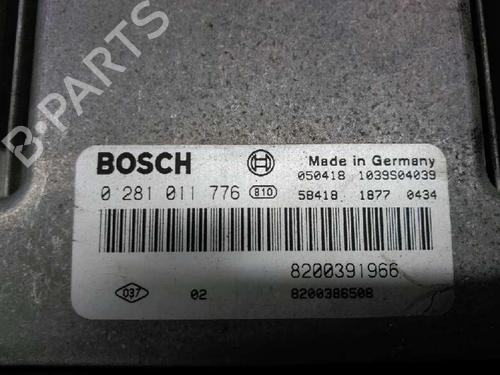 B-PARTS
BOSCH
Made in Germany
050418 1039S04039
0 281 011 776 810 58418 1877 0434
8200391966
037 02 8200386508